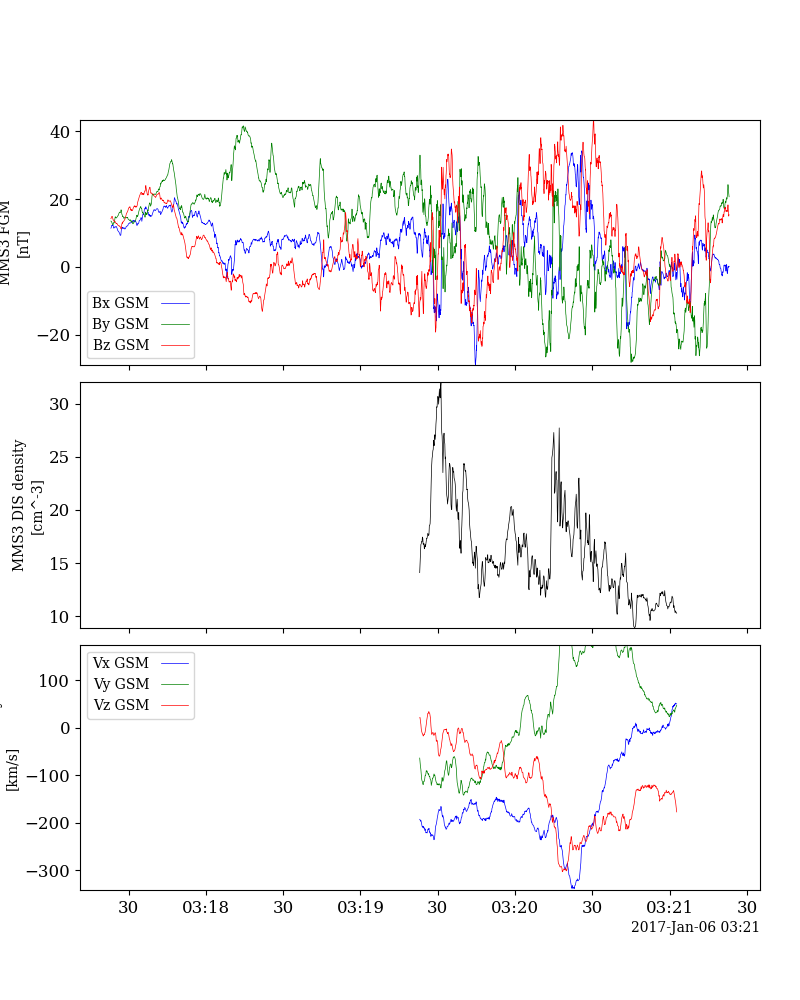 40
20
0
−20
MMS3 FGM
[nT]
Bx GSM
By GSM
Bz GSM
30
25
20
15
10
MMS3 DIS density
[cm^-3]
100
0
−100
−200
−300
[km/s]
Vx GSM
Vy GSM
Vz GSM
30 03:18 30 03:19 30 03:20 30 03:21 30
2017-Jan-06 03:21